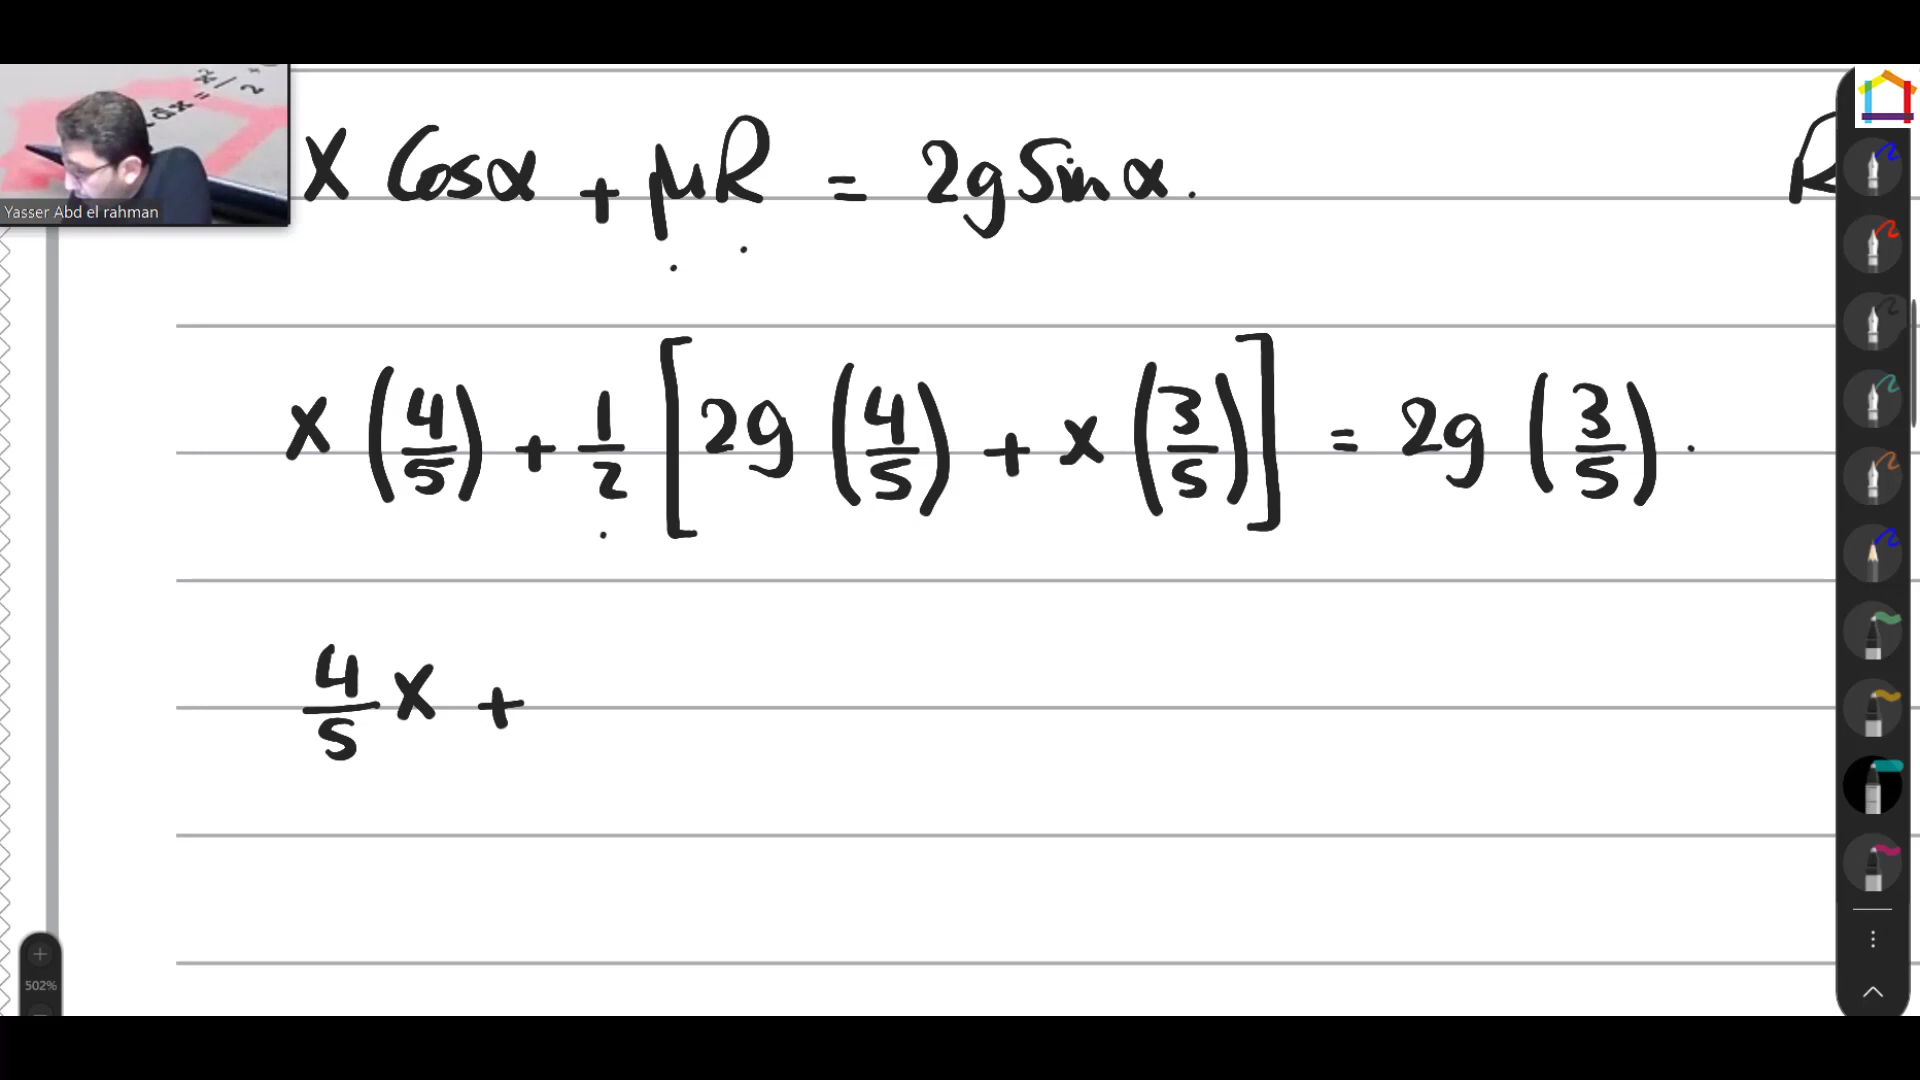 X Cosα + μR = 2g Sin α.
R
Yasser Abd el rahman
x (4/5) + 1/2 [2g (4/5) + x (3/5)] = 2g (3/5).
4/5 x +
502%